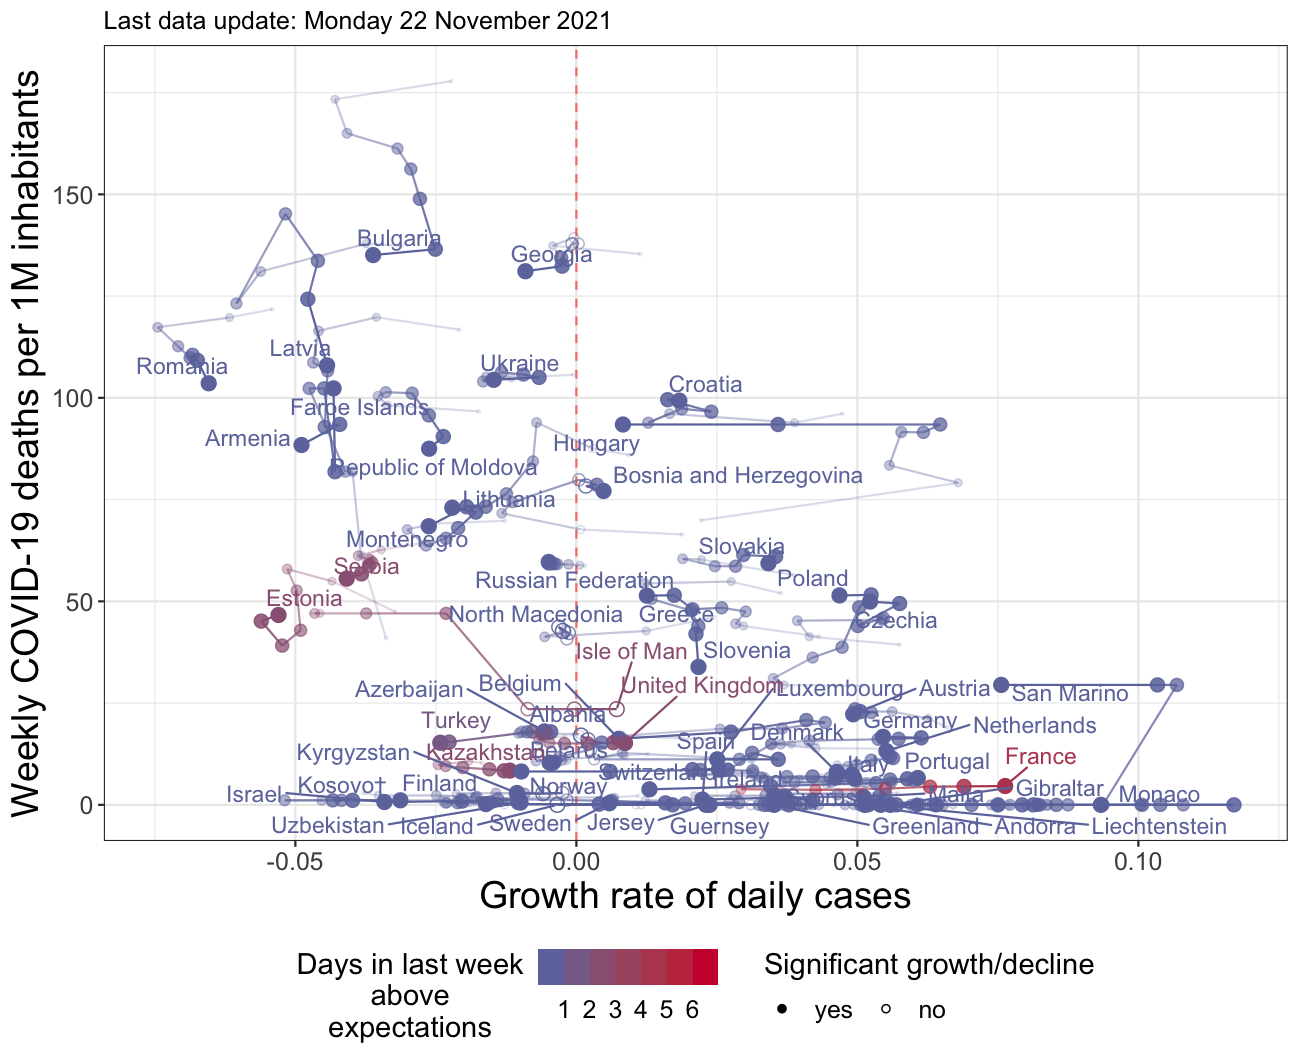 Last data update: Monday 22 November 2021
Weekly COVID-19 deaths per 1M inhabitants
150
100
50
0
Bulgaria
Georgia
Latvia
Romania
Ukraine
Croatia
Faroe Islands
Armenia
Hungary
Republic of Moldova
Bosnia and Herzegovina
Lithuania
Montenegro
Slovakia
Serbia
Russian Federation
Poland
Estonia
North Macedonia
Greece
Czechia
Isle of Man
Slovenia
Azerbaijan
Belgium
United Kingdom
Luxembourg
Austria
San Marino
Turkey
Albania
Germany
Netherlands
Denmark
Spain
Kyrgyzstan
Kazakhstan
Belarus
Italy
Portugal
France
Switzerland
Ireland
Israel
Kosovo†
Finland
Norway
Cyprus
Malta
Gibraltar
Monaco
Uzbekistan
Iceland
Sweden
Jersey
Guernsey
Greenland
Andorra
Liechtenstein
-0.05
0.00
0.05
0.10
Growth rate of daily cases
Days in last week
above
expectations
1 2 3 4 5 6
Significant growth/decline
yes
no